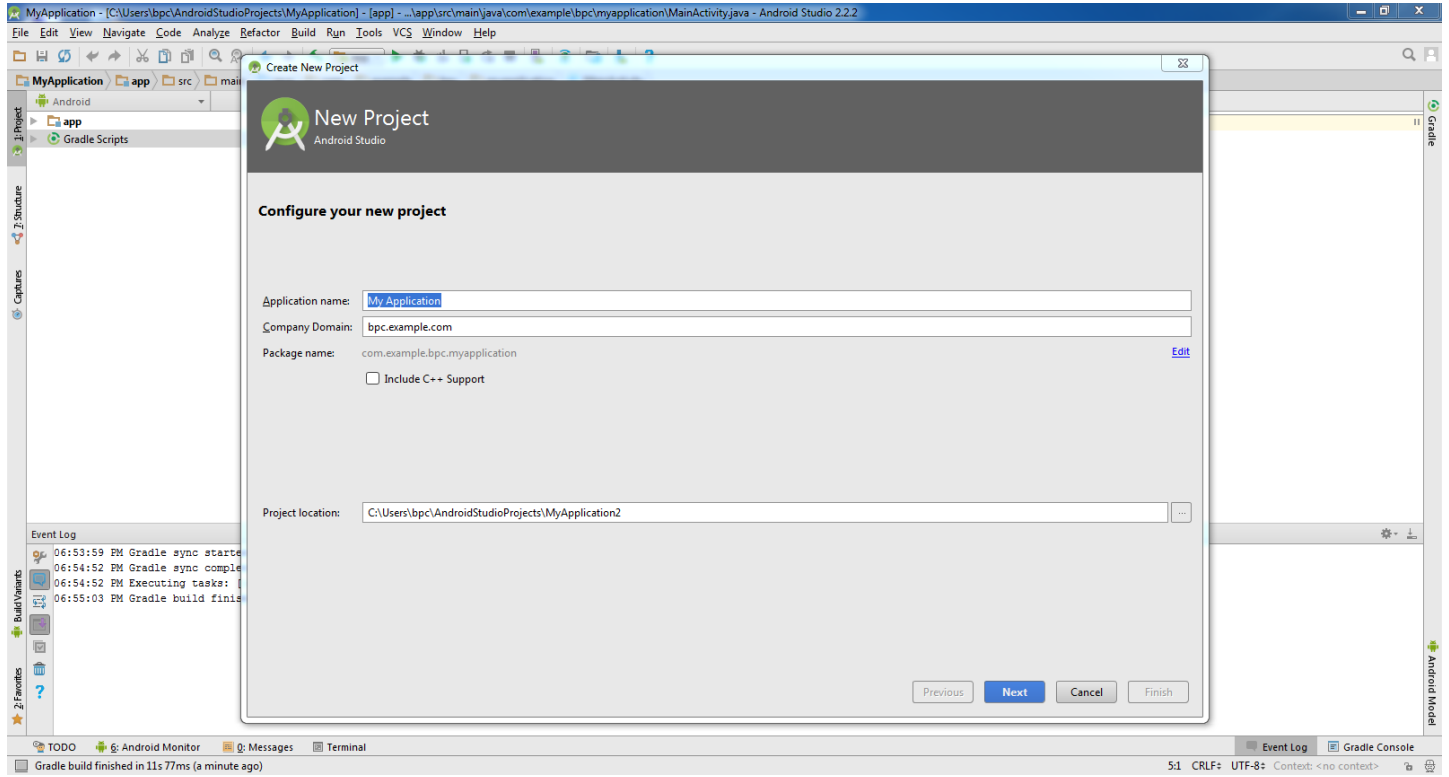 MyApplication - [C:\Users\bpc\AndroidStudioProjects\MyApplication] - [app] - ...\app\src\main\java\com\example\bpc\myapplication\MainActivity.java - Android Studio 2.2.2
File Edit View Navigate Code Analyze Refactor Build Run Tools VCS Window Help
MyApplication app src
Create New Project
Android
1: Project
app
Gradle Scripts
New Project
Android Studio
Gradle
7: Structure
Configure your new project
Captures
Application name: My Application
Company Domain: bpc.example.com
Package name: com.example.bpc.myapplication Edit
Include C++ Support
Project location: C:\Users\bpc\AndroidStudioProjects\MyApplication2 ...
Event Log
06:53:59 PM Gradle sync starte
06:54:52 PM Gradle sync comple
06:54:52 PM Executing tasks: [
06:55:03 PM Gradle build finis
Build Variants
2: Favorites
Android Model
Previous Next Cancel Finish
TODO 6: Android Monitor 0: Messages Terminal Event Log Gradle Console
Gradle build finished in 11s 77ms (a minute ago) 5:1 CRLF UTF-8 Context: <no context>